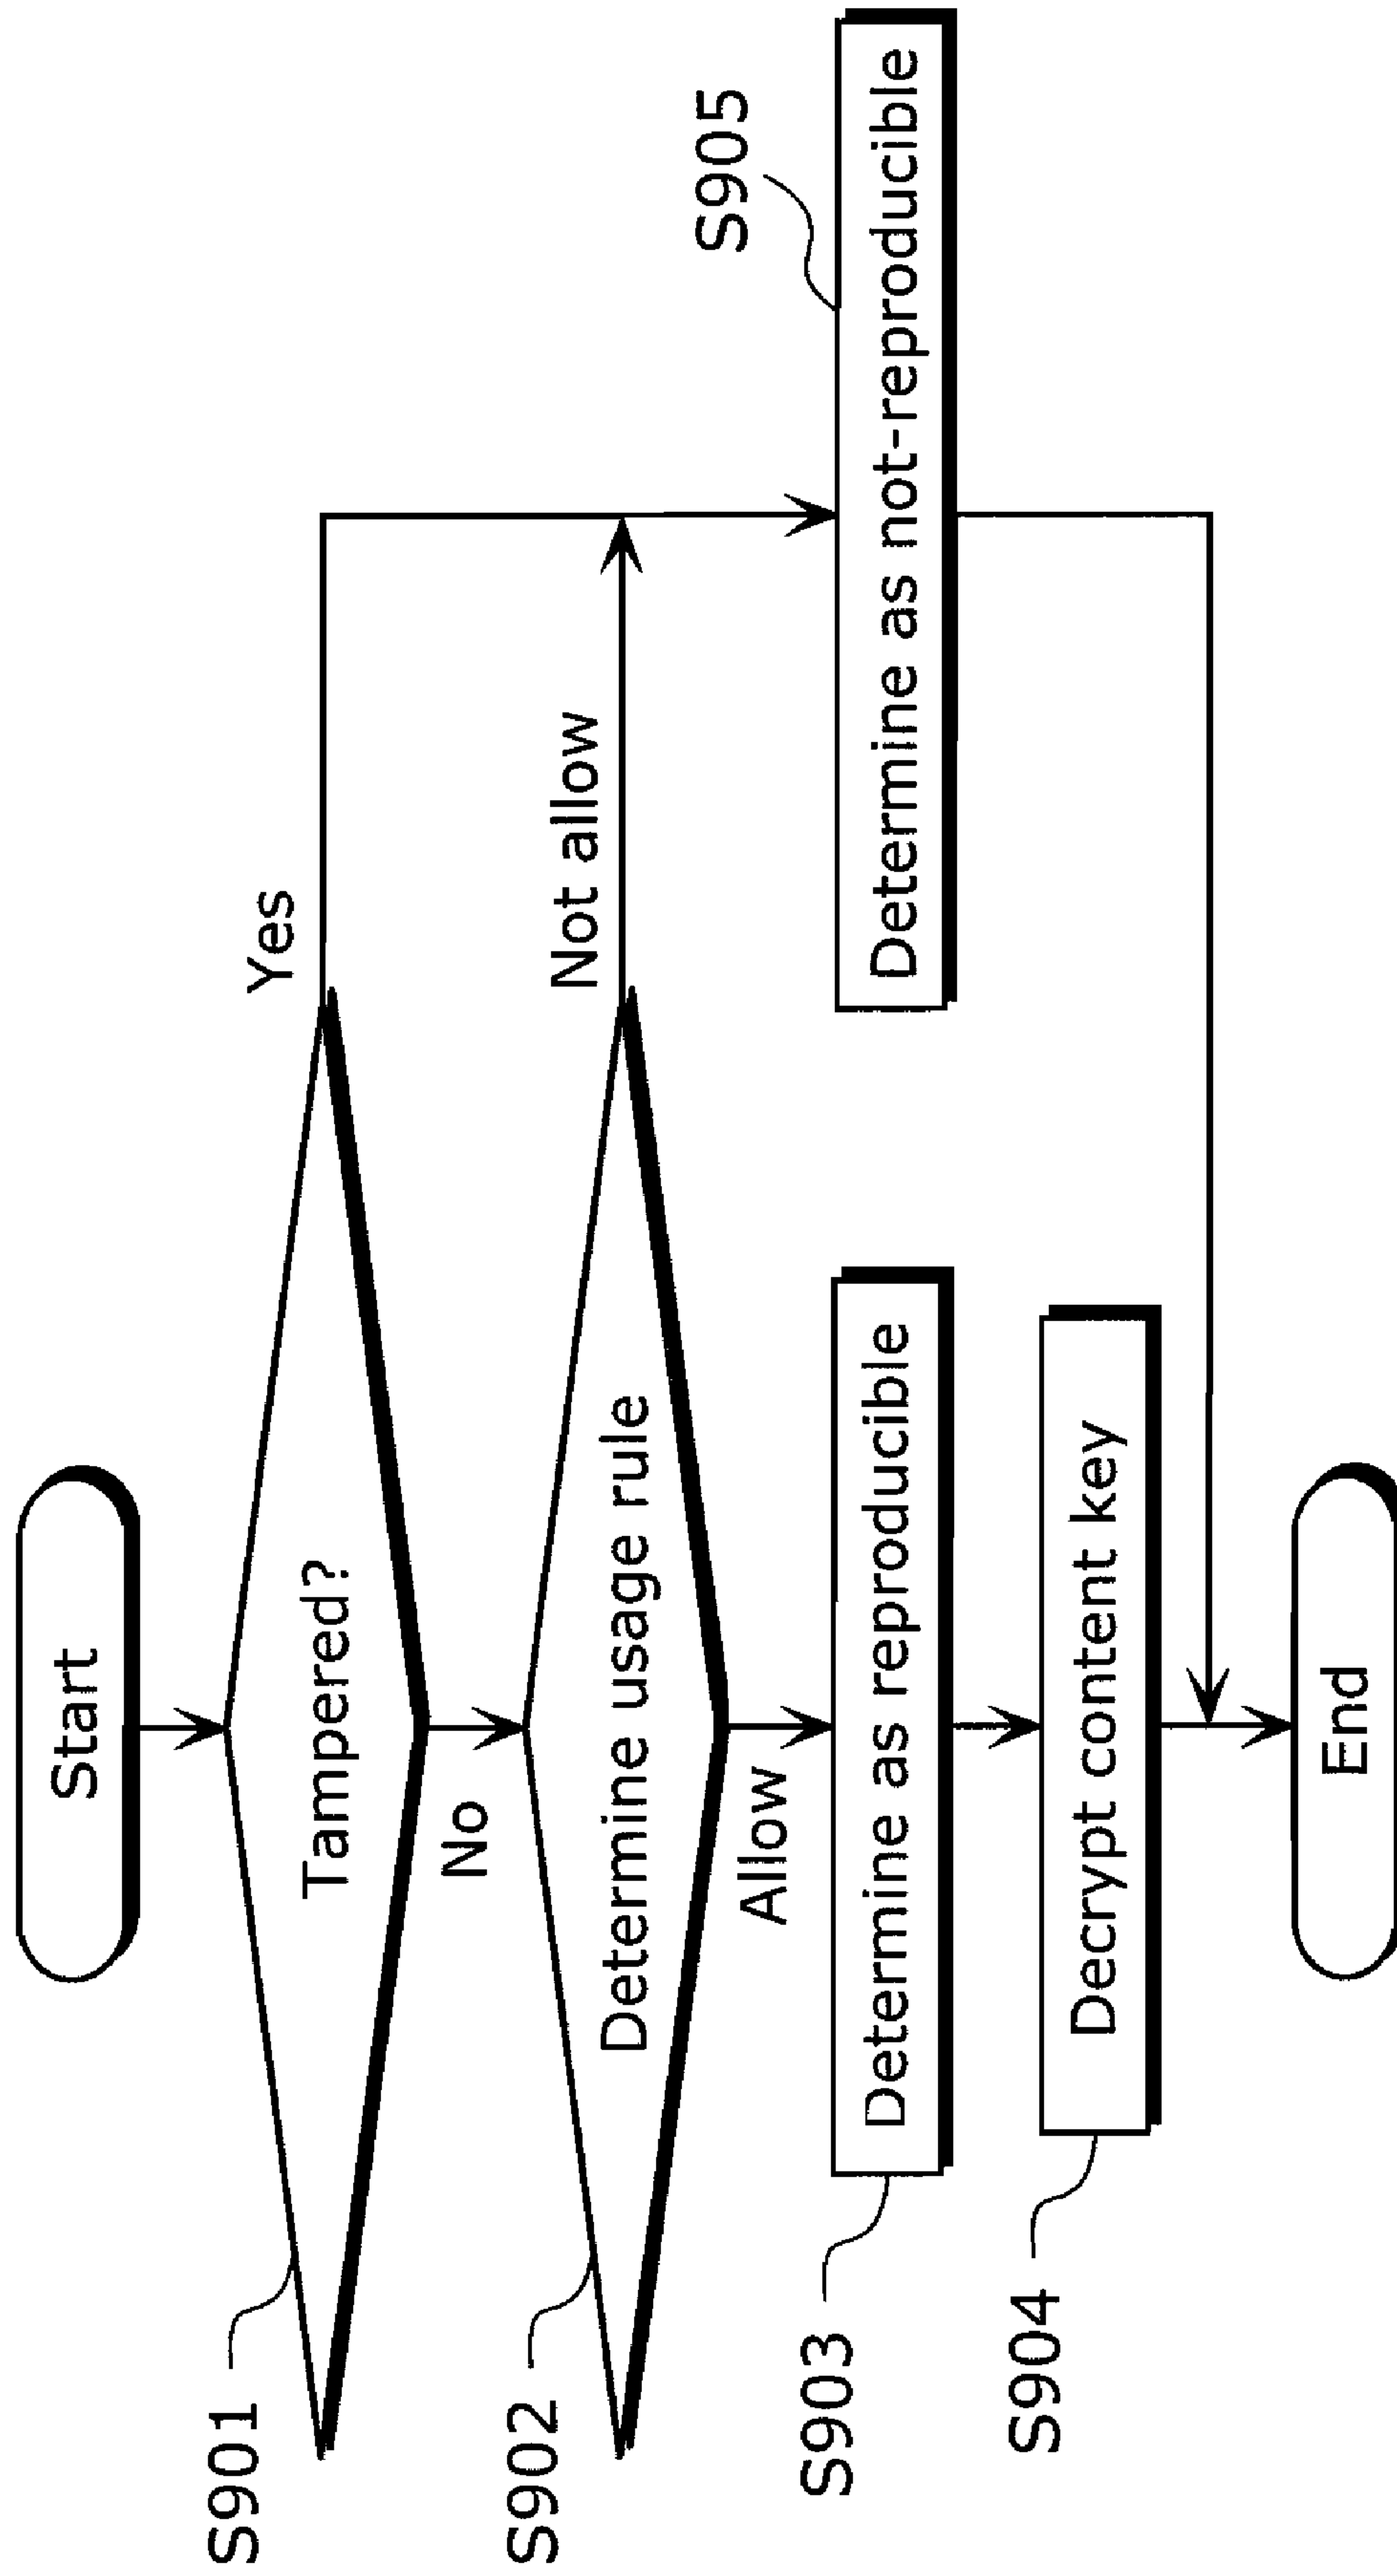 Start
S901
Tampered?
Yes
No
S902
Determine usage rule
Not allow
Allow
S903
Determine as reproducible
S905
Determine as not-reproducible
S904
Decrypt content key
End